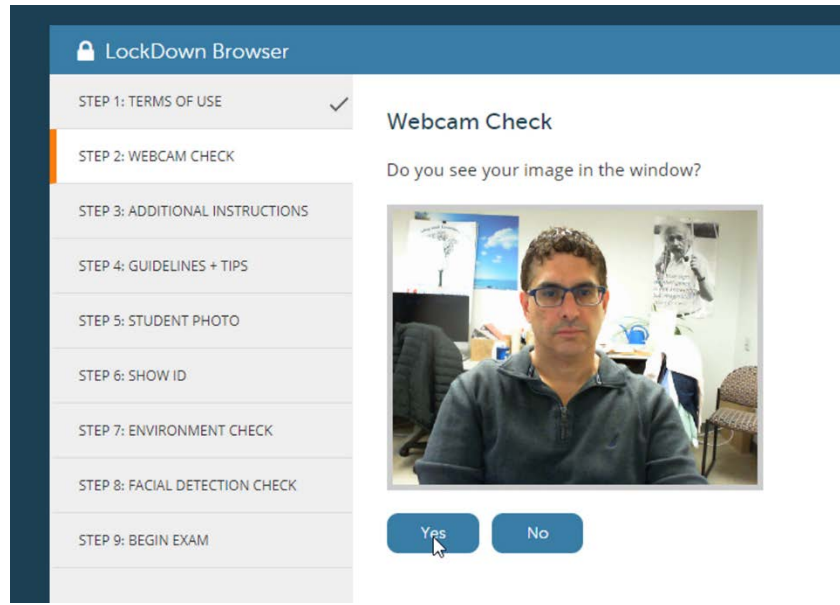 LockDown Browser
STEP 1: TERMS OF USE
STEP 2: WEBCAM CHECK
STEP 3: ADDITIONAL INSTRUCTIONS
STEP 4: GUIDELINES + TIPS
STEP 5: STUDENT PHOTO
STEP 6: SHOW ID
STEP 7: ENVIRONMENT CHECK
STEP 8: FACIAL DETECTION CHECK
STEP 9: BEGIN EXAM
Webcam Check
Do you see your image in the window?
Yes
No